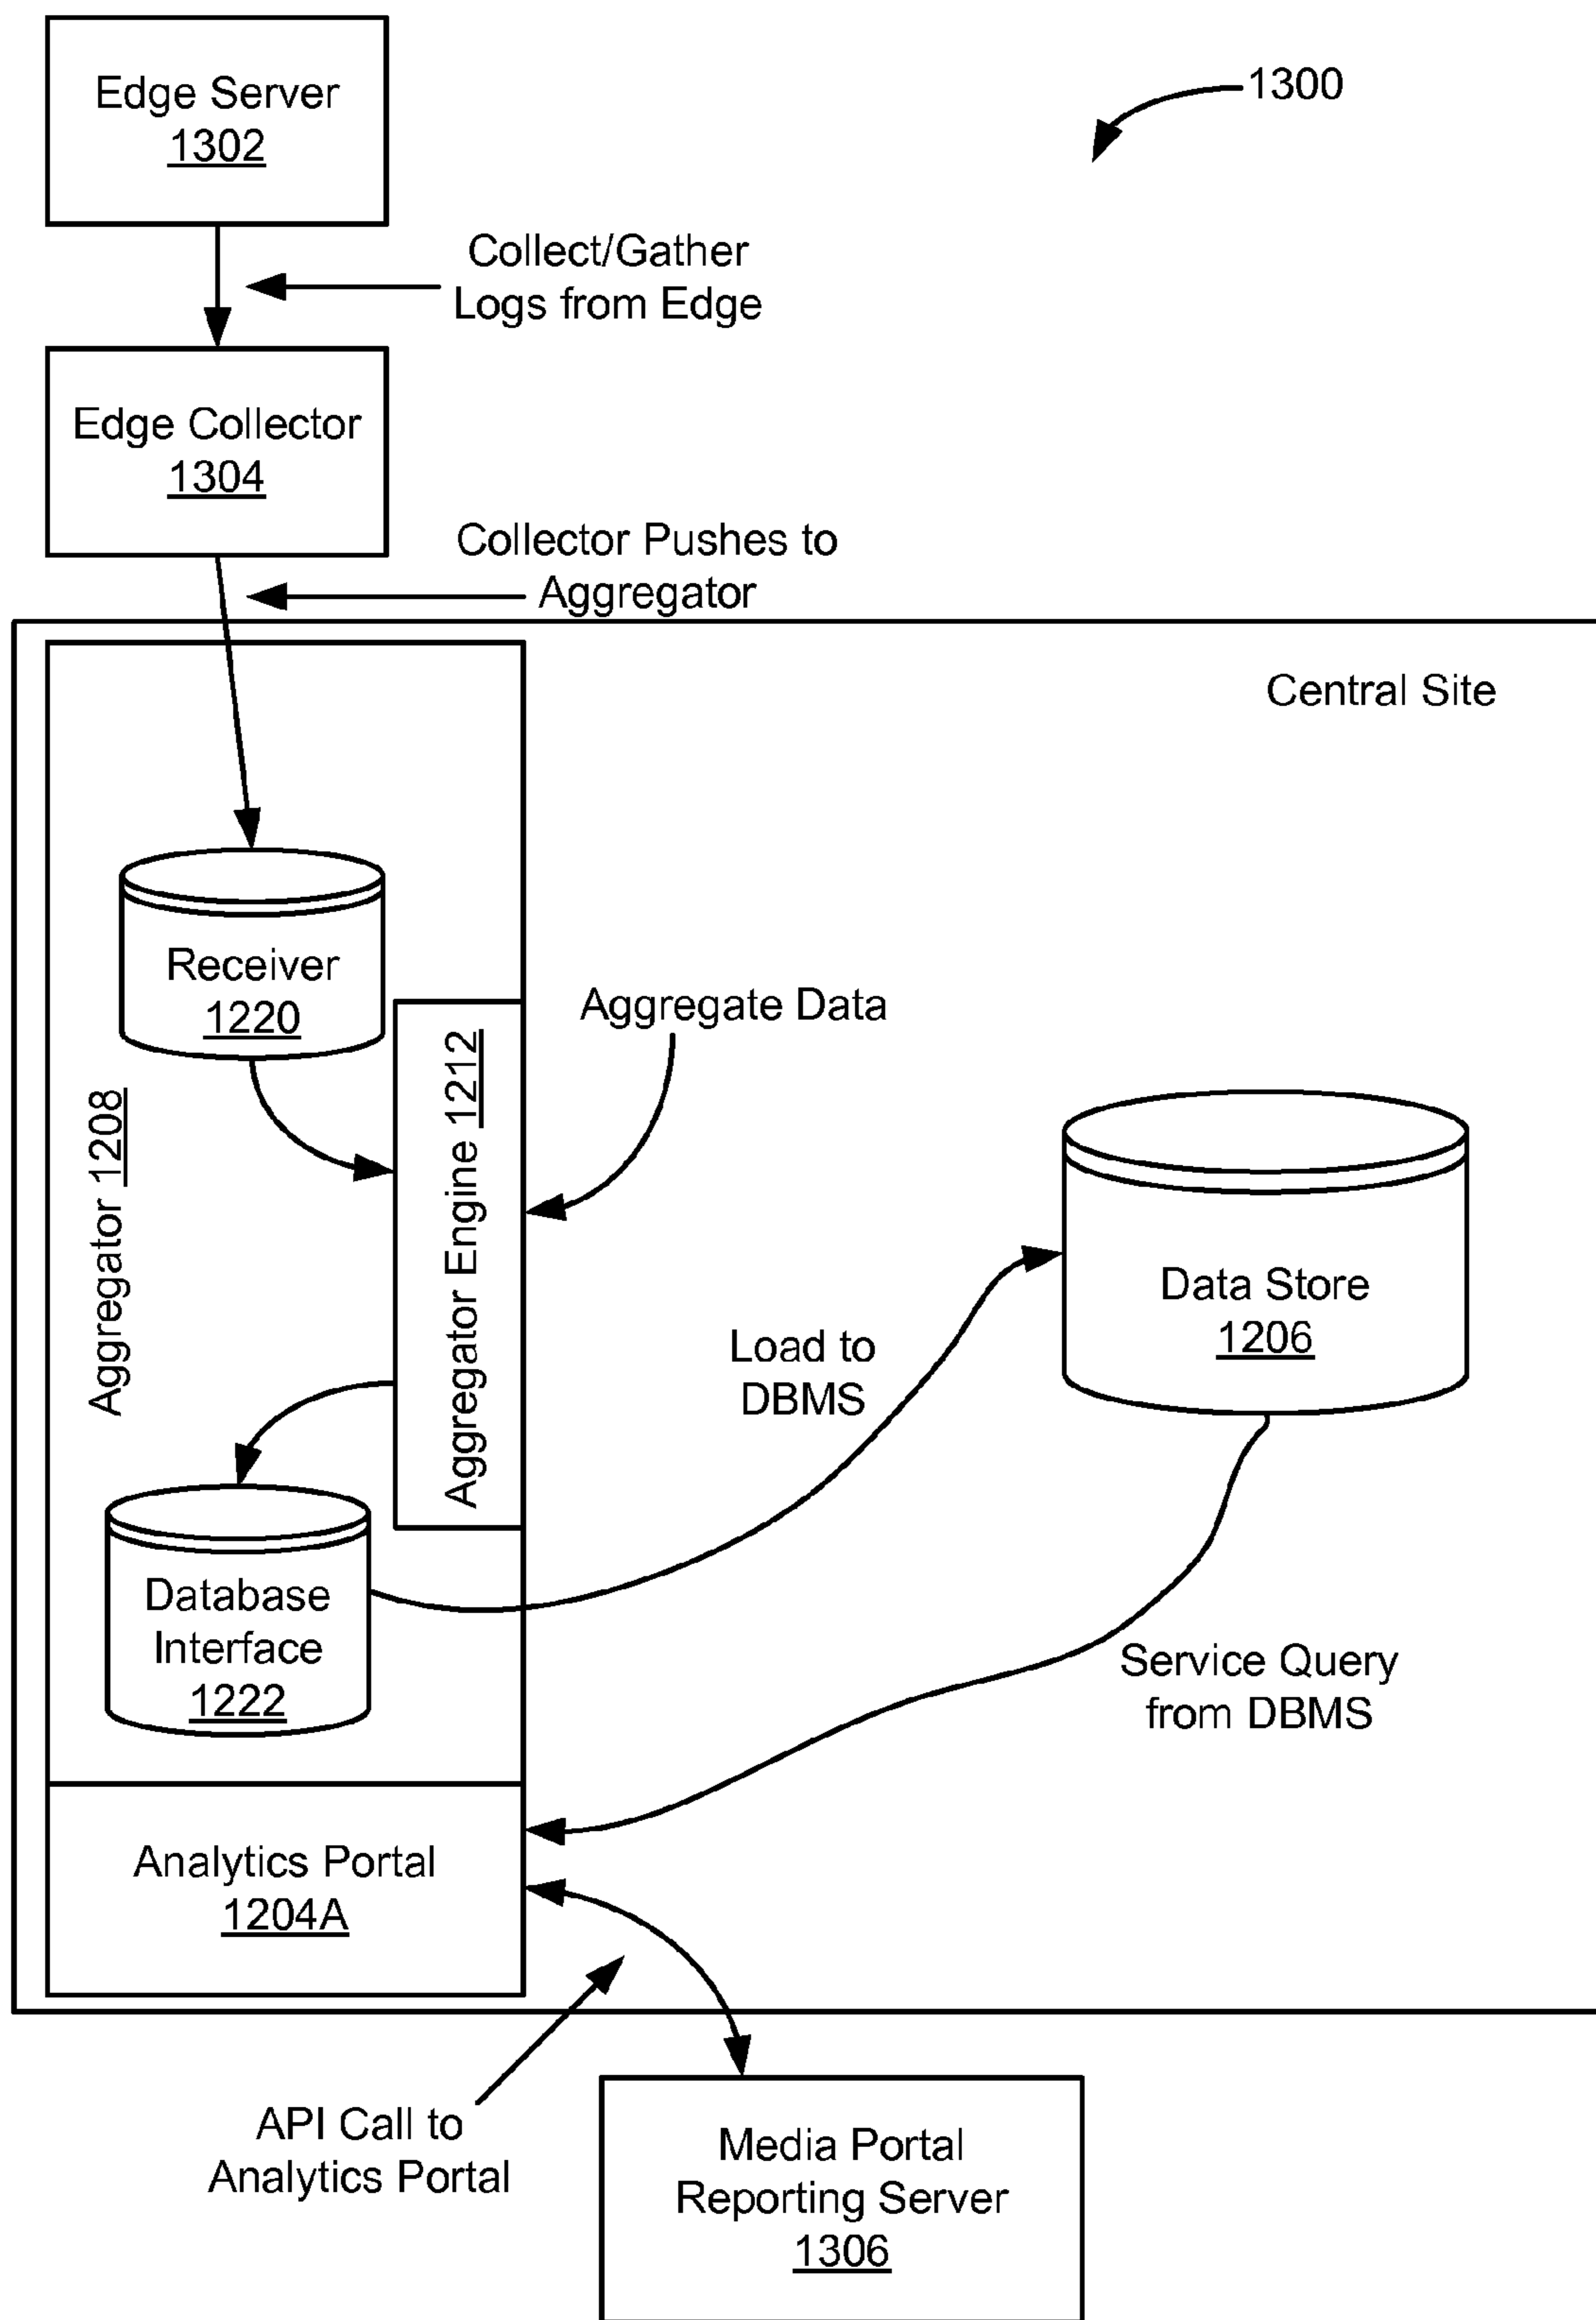 Edge Server
1302
1300
Collect/Gather
Logs from Edge
Edge Collector
1304
Collector Pushes to
Aggregator
Central Site
Receiver
1220
Aggregate Data
Aggregator 1208
Aggregator Engine 1212
Data Store
1206
Load to
DBMS
Database
Interface
1222
Service Query
from DBMS
Analytics Portal
1204A
API Call to
Analytics Portal
Media Portal
Reporting Server
1306